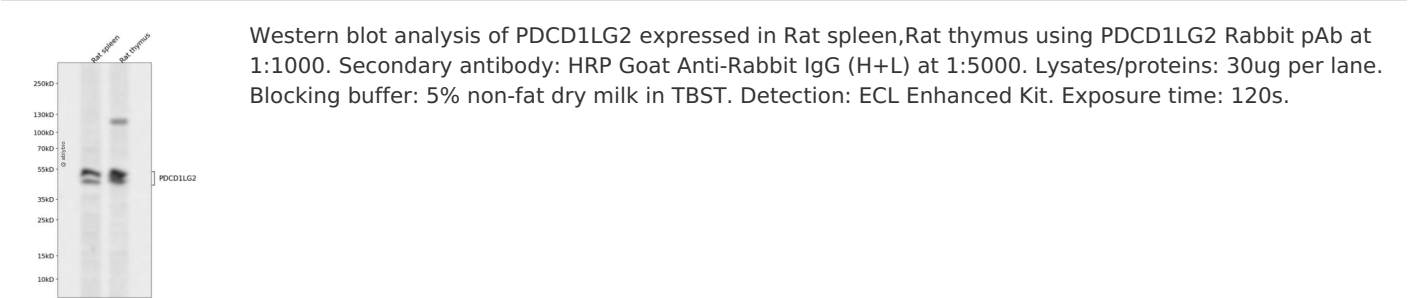 Rat spleen
Rat thymus
250kD
130kD
100kD
70kD
55kD
35kD
25kD
15kD
10kD
@ ablybio
PDCD1LG2
Western blot analysis of PDCD1LG2 expressed in Rat spleen,Rat thymus using PDCD1LG2 Rabbit pAb at
1:1000. Secondary antibody: HRP Goat Anti-Rabbit IgG (H+L) at 1:5000. Lysates/proteins: 30ug per lane.
Blocking buffer: 5% non-fat dry milk in TBST. Detection: ECL Enhanced Kit. Exposure time: 120s.